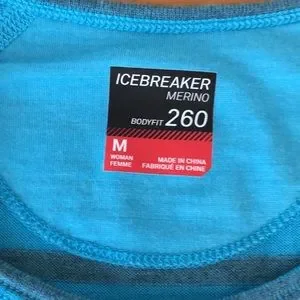 ICEBREAKER
MERINO
BODYFIT 260
M
WOMAN
FEMME
MADE IN CHINA
FABRIQUÉ EN CHINE